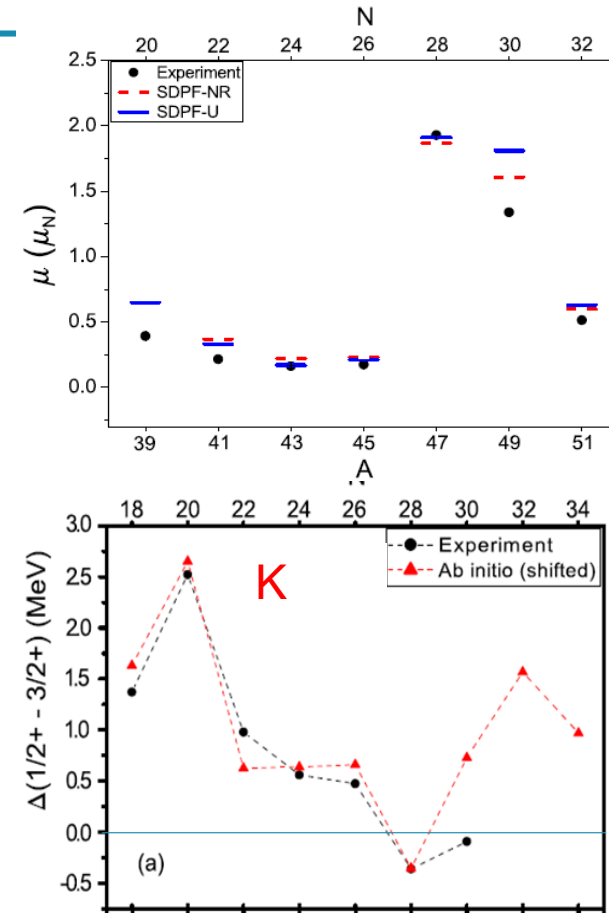 N
20 22 24 26 28 30 32
2.5
2.0
1.5
1.0
0.5
0.0
μ (μN)
Experiment
SDPF-NR
SDPF-U
39 41 43 45 47 49 51
A
18 20 22 24 26 28 30 32 34
3.0
2.5
2.0
1.5
1.0
0.5
0.0
-0.5
Δ(1/2+ - 3/2+) (MeV)
Experiment
Ab initio (shifted)
K
(a)